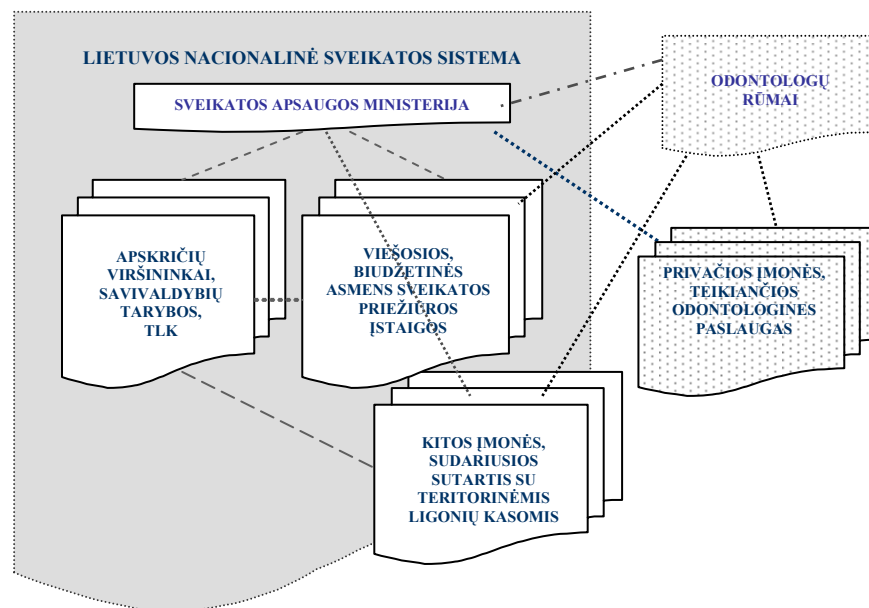 LIETUVOS NACIONALINĖ SVEIKATOS SISTEMA
SVEIKATOS APSAUGOS MINISTERIJA
ODONTOLOGŲ
RŪMAI
APSKRIČIŲ
VIRŠININKAI,
SAVIVALDYBIŲ
TARYBOS,
TLK
VIEŠOSIOS,
BIUDŽETINĖS
ASMENS SVEIKATOS
PRIEŽIŪROS
ĮSTAIGOS
PRIVAČIOS ĮMONĖS,
TEIKIANČIOS
ODONTOLOGINES
PASLAUGAS
KITOS ĮMONĖS,
SUDARIUSIOS
SUTARTIS SU
TERITORINĖMIS
LIGONIŲ KASOMIS